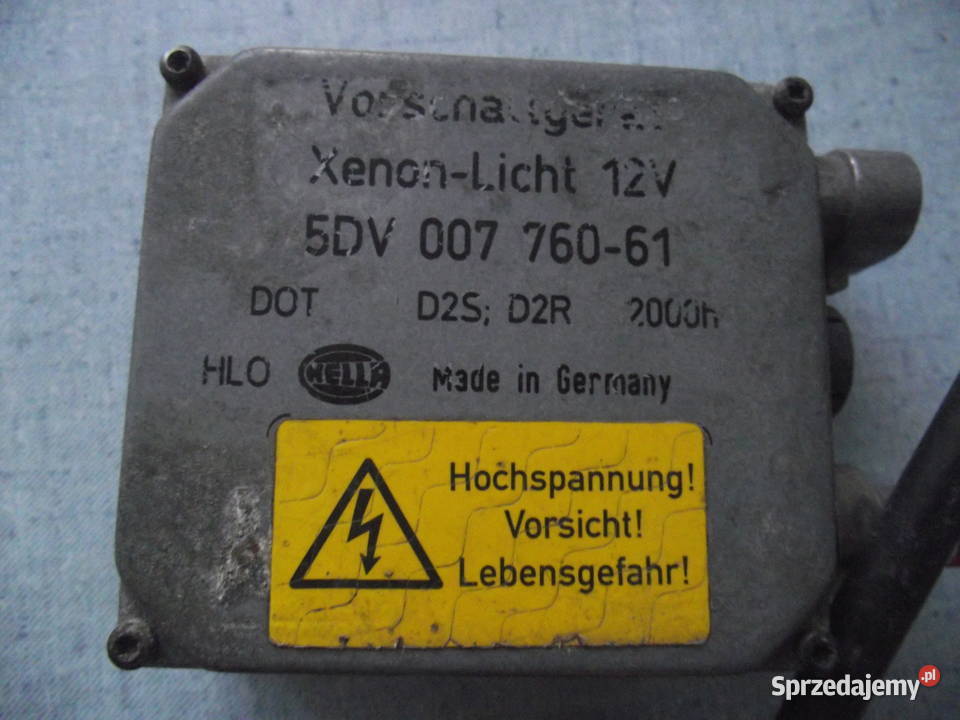 Vorschaltgerät
Xenon-Licht 12V
5DV 007 760-61
DOT D2S; D2R 2000h
HLO HELLA Made in Germany
Hochspannung!
Vorsicht!
Lebensgefahr!
Sprzedajemy.pl